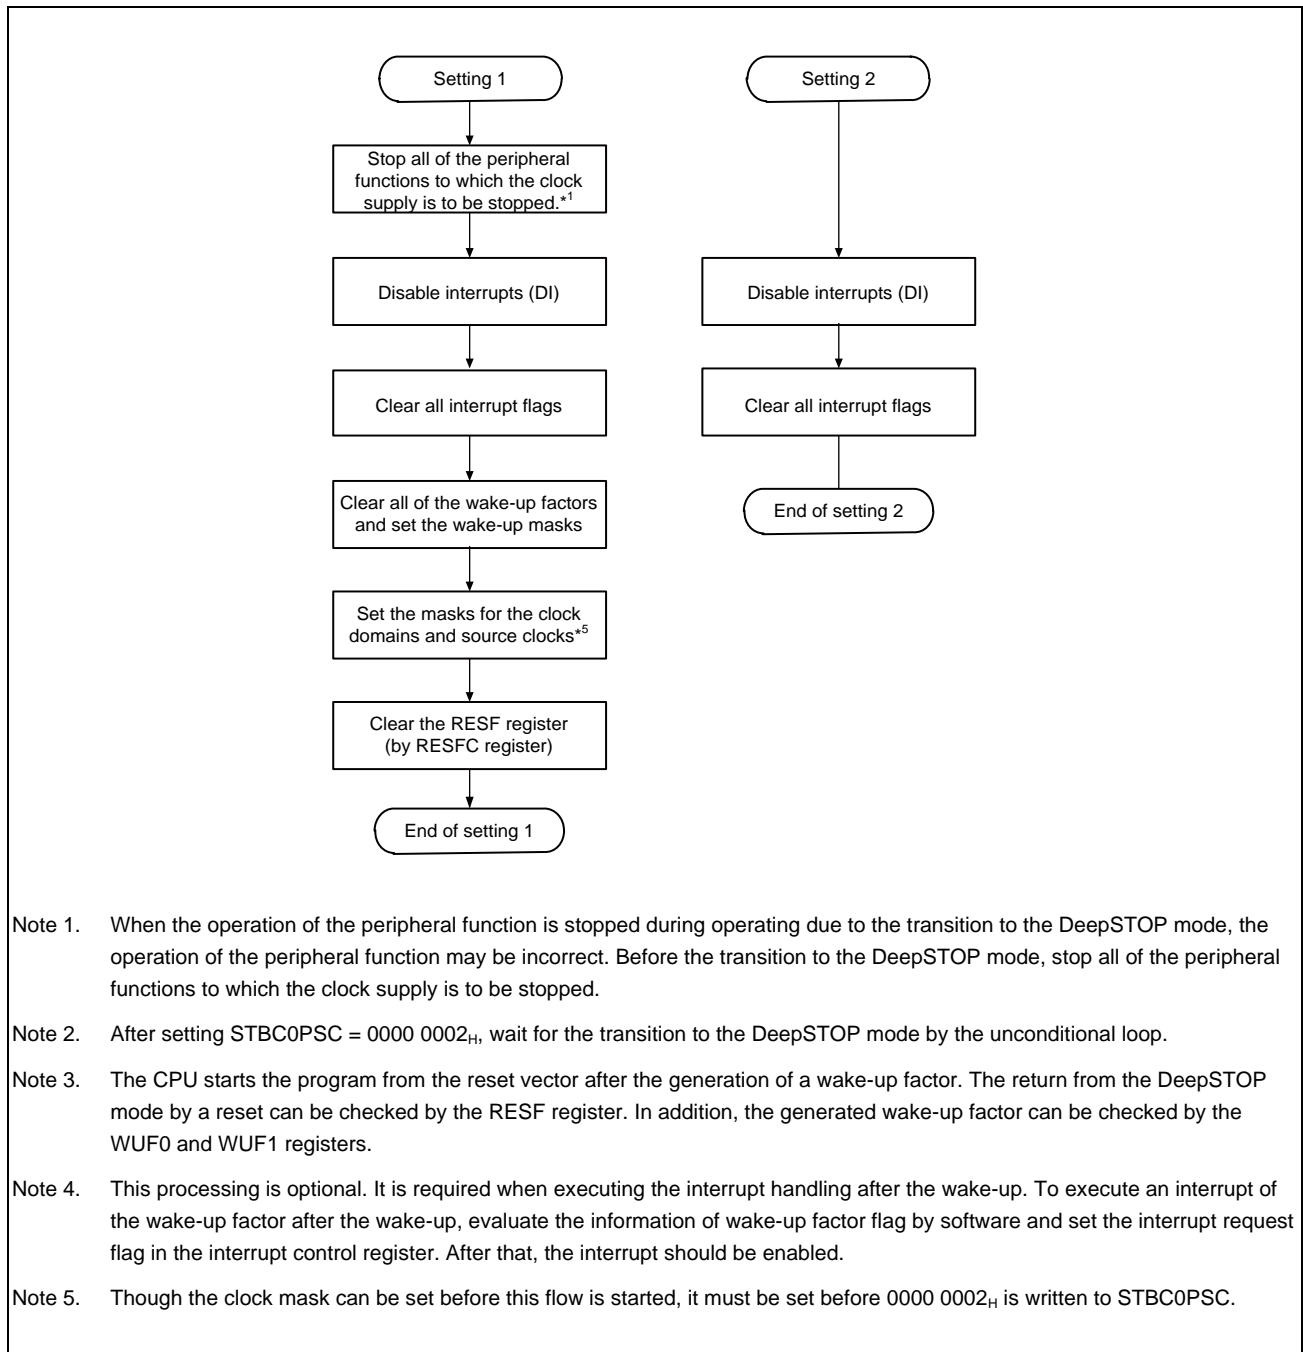 Setting 1
Stop all of the peripheral
functions to which the clock
supply is to be stopped.*1
Disable interrupts (DI)
Clear all interrupt flags
Clear all of the wake-up factors
and set the wake-up masks
Set the masks for the clock
domains and source clocks*5
Clear the RESF register
(by RESFC register)
End of setting 1
Setting 2
Disable interrupts (DI)
Clear all interrupt flags
End of setting 2
Note 1. When the operation of the peripheral function is stopped during operating due to the transition to the DeepSTOP mode, the
operation of the peripheral function may be incorrect. Before the transition to the DeepSTOP mode, stop all of the peripheral
functions to which the clock supply is to be stopped.
Note 2. After setting STBC0PSC = 0000 0002H, wait for the transition to the DeepSTOP mode by the unconditional loop.
Note 3. The CPU starts the program from the reset vector after the generation of a wake-up factor. The return from the DeepSTOP
mode by a reset can be checked by the RESF register. In addition, the generated wake-up factor can be checked by the
WUF0 and WUF1 registers.
Note 4. This processing is optional. It is required when executing the interrupt handling after the wake-up. To execute an interrupt of
the wake-up factor after the wake-up, evaluate the information of wake-up factor flag by software and set the interrupt request
flag in the interrupt control register. After that, the interrupt should be enabled.
Note 5. Though the clock mask can be set before this flow is started, it must be set before 0000 0002H is written to STBC0PSC.